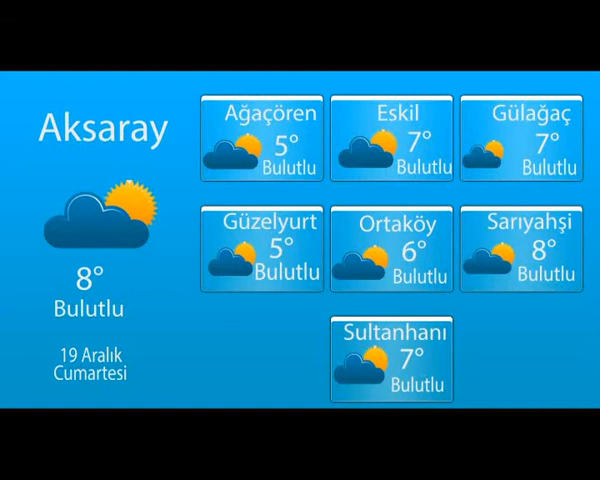 Aksaray
8°
Bulutlu
19 Aralık
Cumartesi
Ağaçören
5°
Bulutlu
Eskil
7°
Bulutlu
Gülağaç
7°
Bulutlu
Güzelyurt
5°
Bulutlu
Ortaköy
6°
Bulutlu
Sarıyahşi
8°
Bulutlu
Sultanhanı
7°
Bulutlu